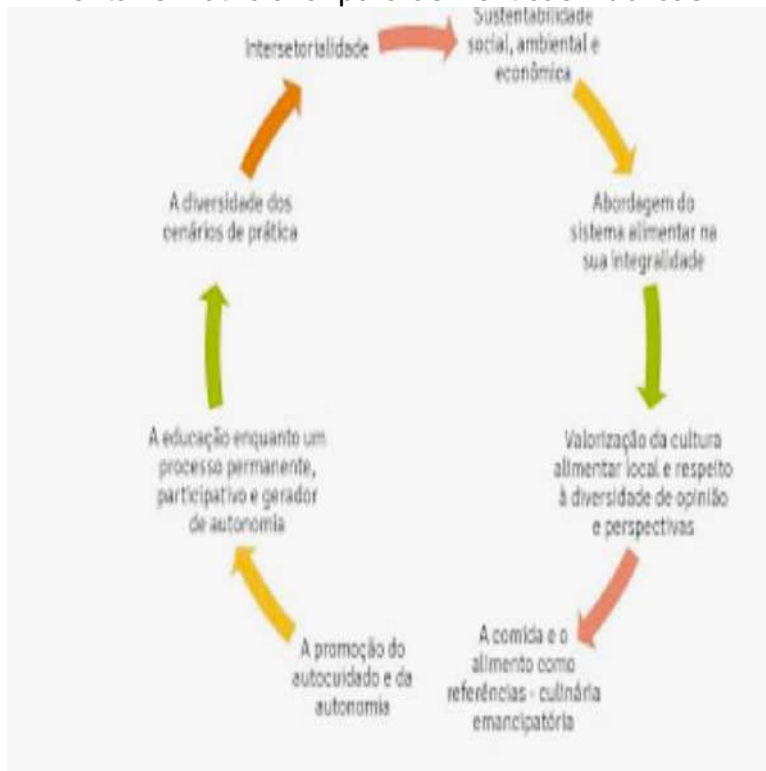 Sustentabilidade
social, ambiental e
econômica
Abordagem do
sistema alimentar na
sua integralidade
Valorização da cultura
alimentar local e respeito
à diversidade de opinião
e perspectivas
A comida e o
alimento como
referências - culinária
emancipatória
A promoção do
autocuidado e da
autonomia
A educação enquanto um
processo permanente,
participativo e gerador
de autonomia
A diversidade dos
cenários de prática
Intersetorialidade